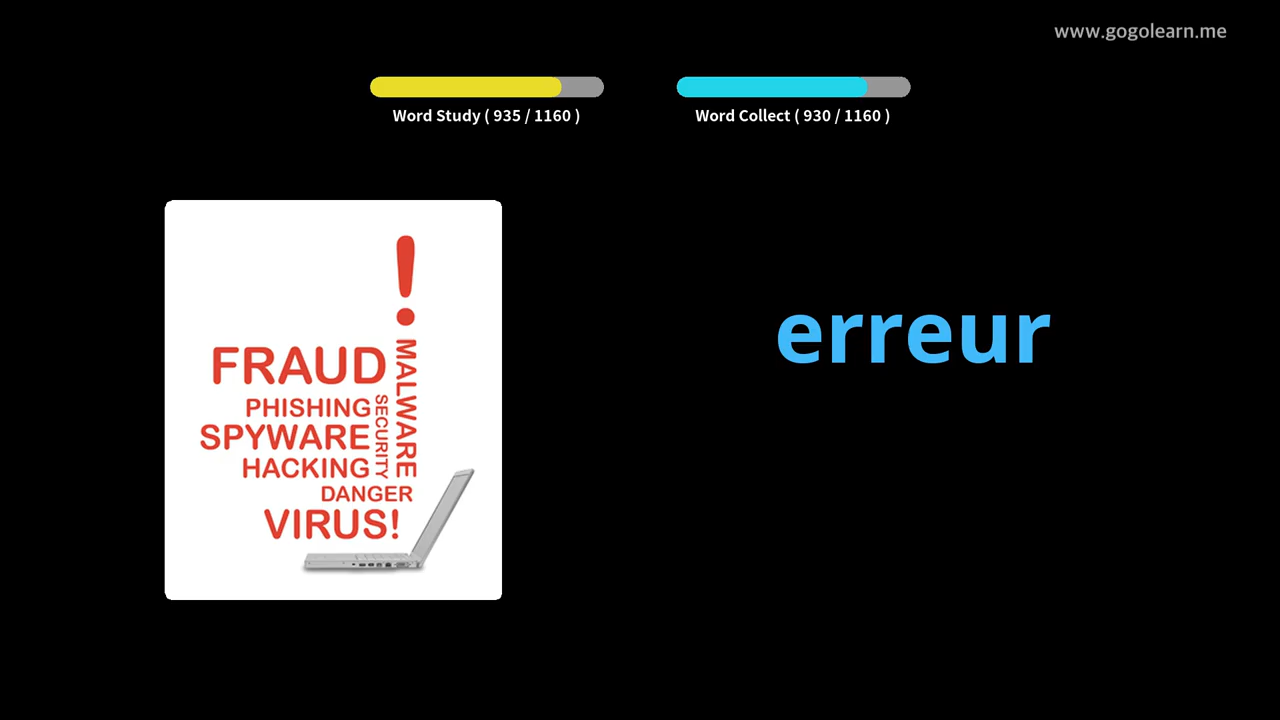 www.gogolearn.me
Word Study ( 935 / 1160 )
Word Collect ( 930 / 1160 )
!
FRAUD
MALWARE
PHISHING
SECURITY
SPYWARE
HACKING
DANGER
VIRUS!
erreur